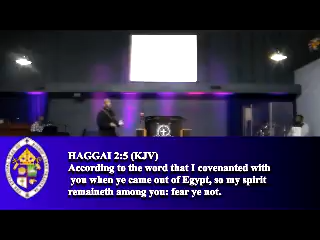 HAGGAI 2:5 (KJV)
According to the word that I covenanted with
you when ye came out of Egypt, so my spirit
remaineth among you: fear ye not.